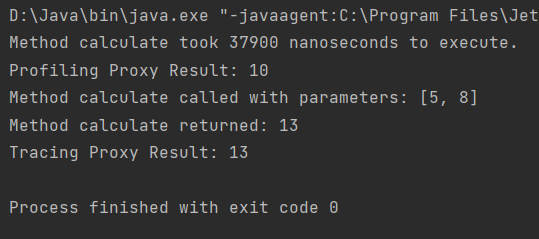 D:\Java\bin\java.exe "-javaagent:C:\Program Files\Jet
Method calculate took 37900 nanoseconds to execute.
Profiling Proxy Result: 10
Method calculate called with parameters: [5, 8]
Method calculate returned: 13
Tracing Proxy Result: 13
Process finished with exit code 0